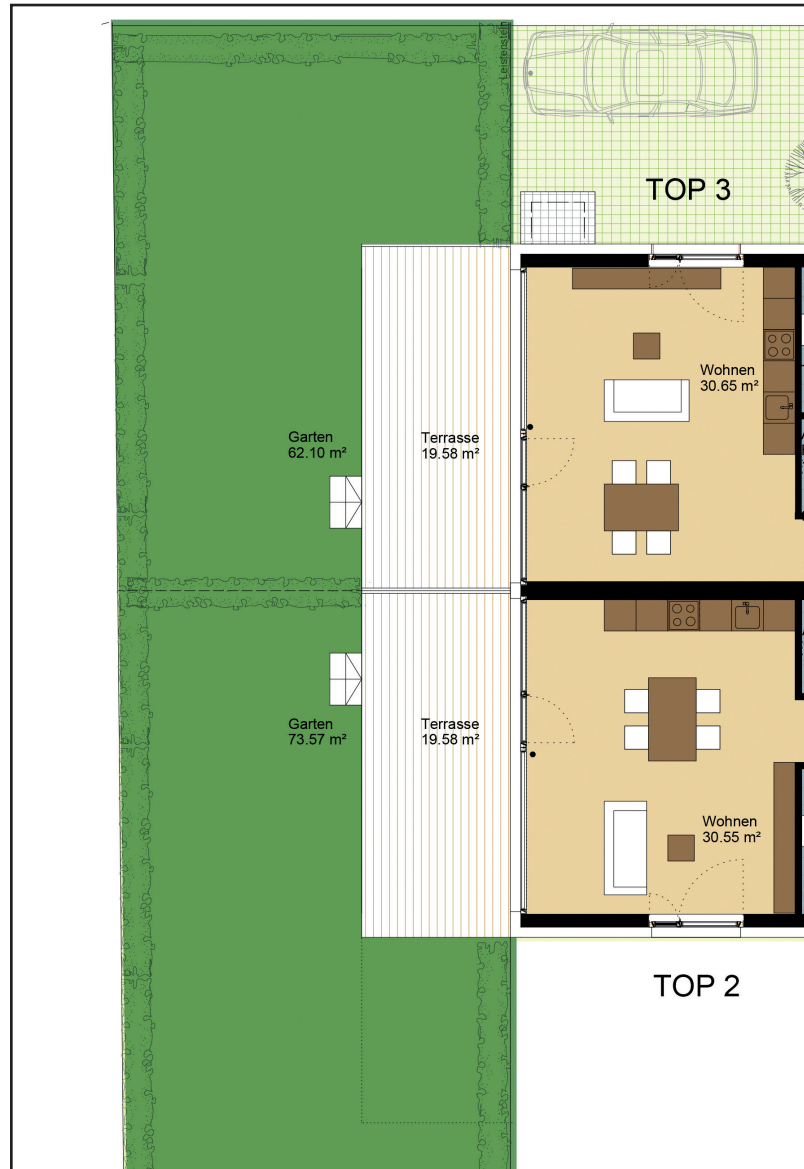 Leistenstein
TOP 3
Wohnen
30.65 m²
Garten
62.10 m²
Terrasse
19.58 m²
Garten
73.57 m²
Terrasse
19.58 m²
Wohnen
30.55 m²
TOP 2